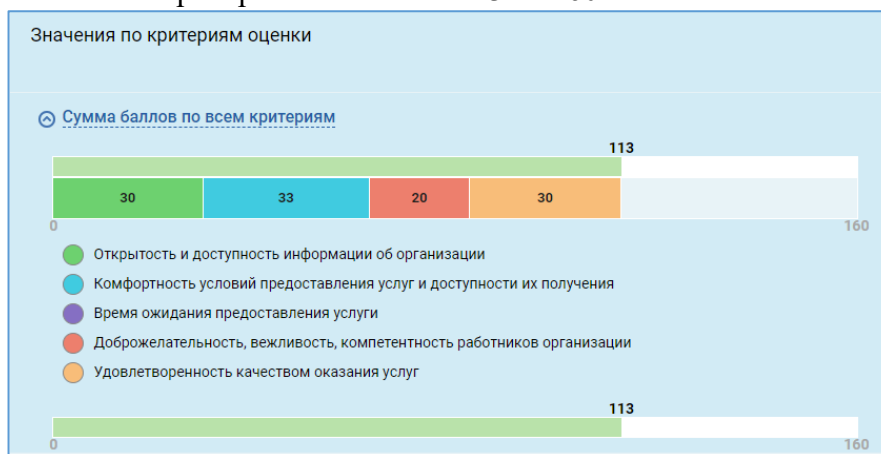 Значения по критериям оценки
Сумма баллов по всем критериям
113
30 33 20 30
0 160
Открытость и доступность информации об организации
Комфортность условий предоставления услуг и доступности их получения
Время ожидания предоставления услуги
Доброжелательность, вежливость, компетентность работников организации
Удовлетворенность качеством оказания услуг
113
0 160